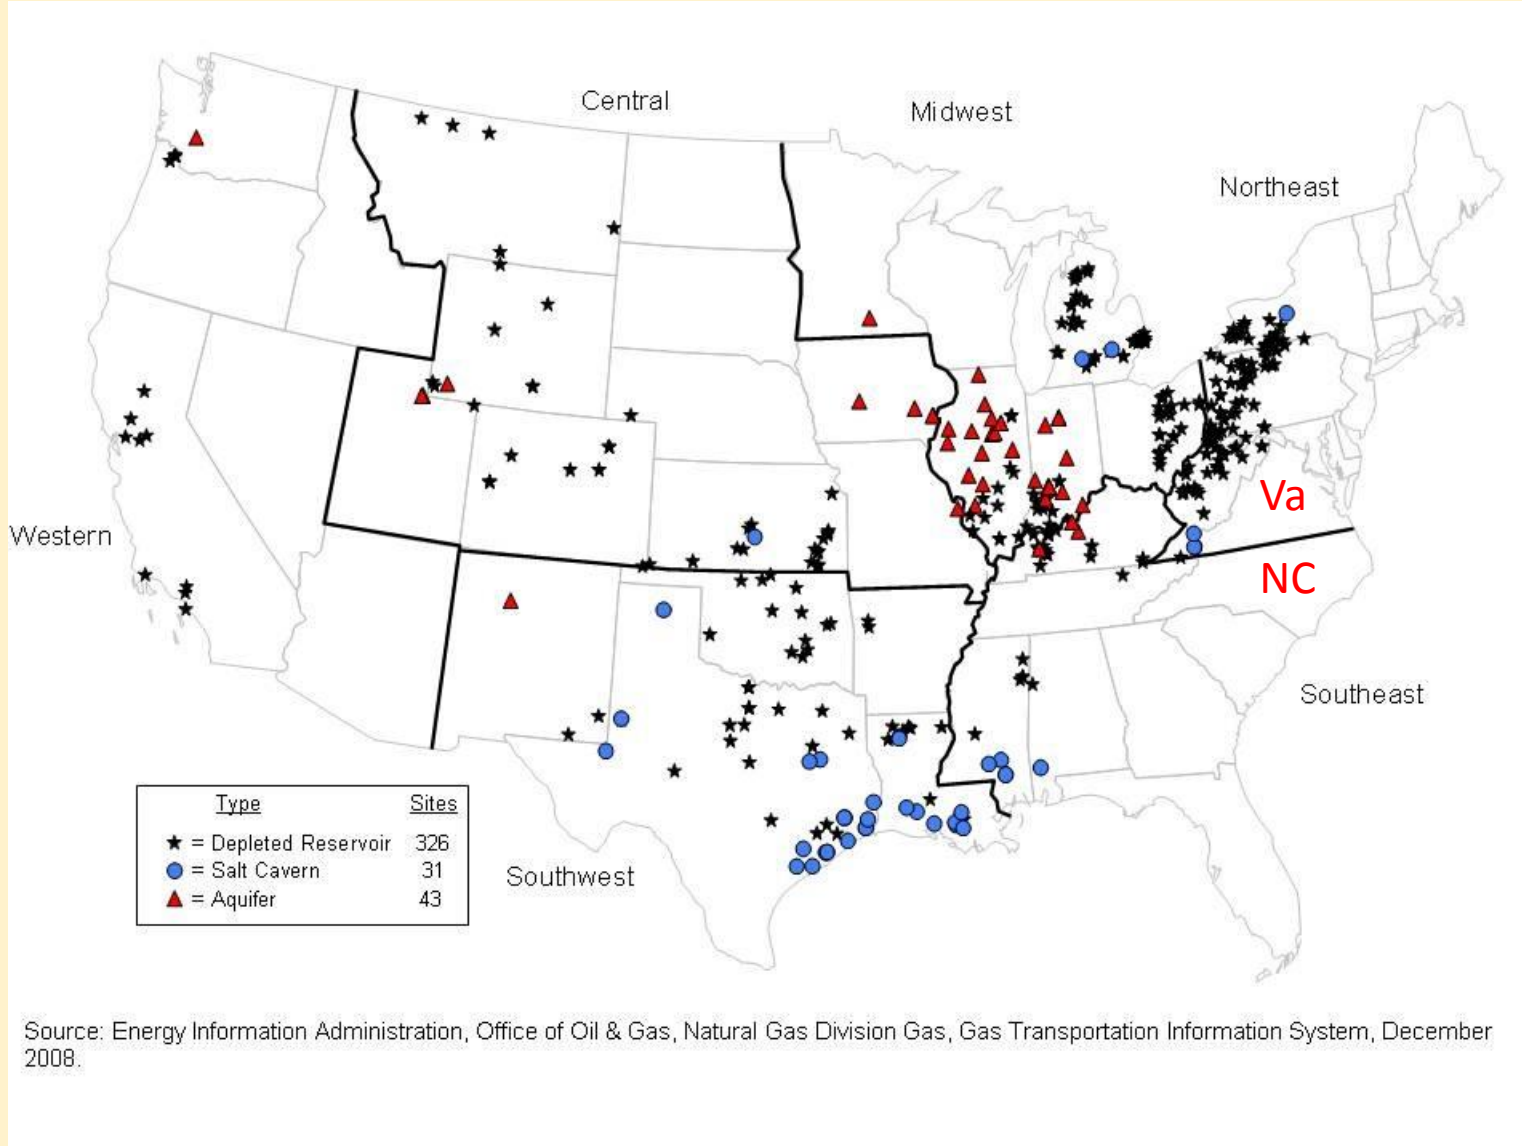 Central
Midwest
Northeast
Va
Western
NC
Southeast
Type Sites
= Depleted Reservoir 326
= Salt Cavern 31
= Aquifer 43
Southwest
Source: Energy Information Administration, Office of Oil & Gas, Natural Gas Division Gas, Gas Transportation Information System, December
2008.